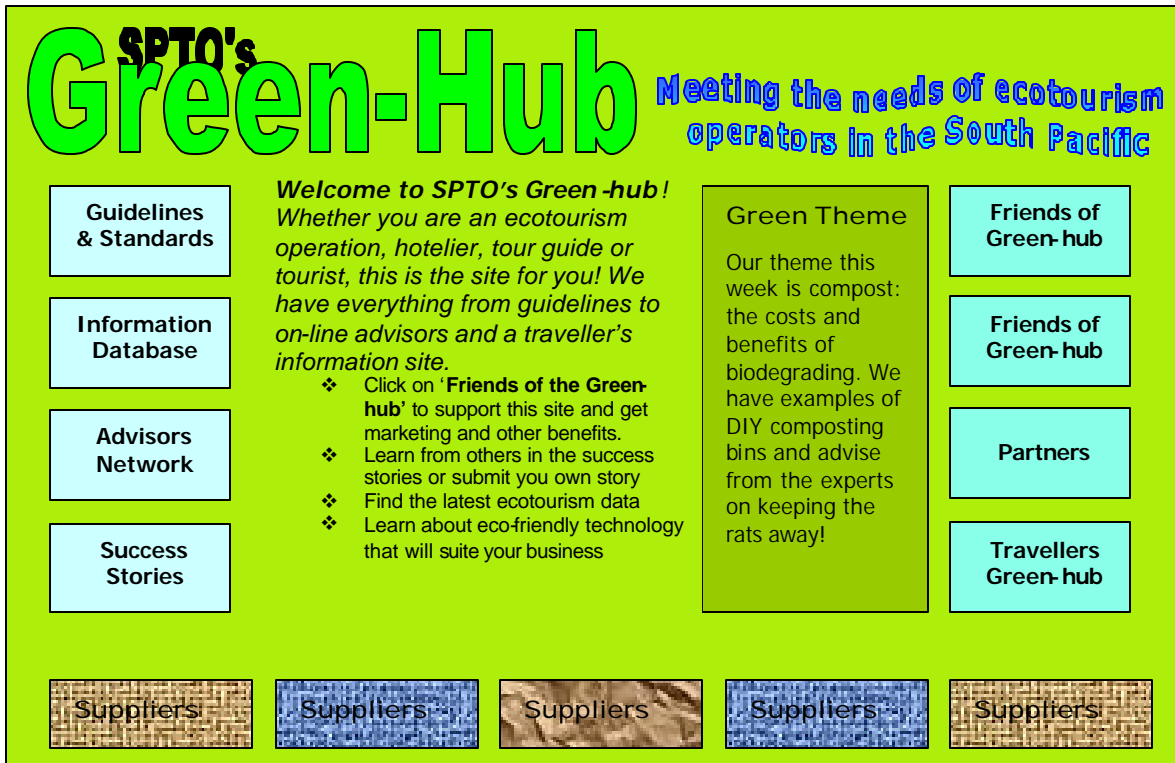 SPTO's
Green-Hub
Meeting the needs of ecotourism
operators in the South Pacific
Guidelines
& Standards
Information
Database
Advisors
Network
Success
Stories
Welcome to SPTO's Green-hub!
Whether you are an ecotourism
operation, hotelier, tour guide or
tourist, this is the site for you! We
have everything from guidelines to
on-line advisors and a traveller's
information site.
❖ Click on 'Friends of the Green-
hub' to support this site and get
marketing and other benefits.
❖ Learn from others in the success
stories or submit you own story
❖ Find the latest ecotourism data
❖ Learn about eco-friendly technology
that will suite your business
Green Theme
Our theme this
week is compost:
the costs and
benefits of
biodegrading. We
have examples of
DIY composting
bins and advise
from the experts
on keeping the
rats away!
Friends of
Green-hub
Friends of
Green-hub
Partners
Travellers
Green-hub
Suppliers
Suppliers
Suppliers
Suppliers
Suppliers